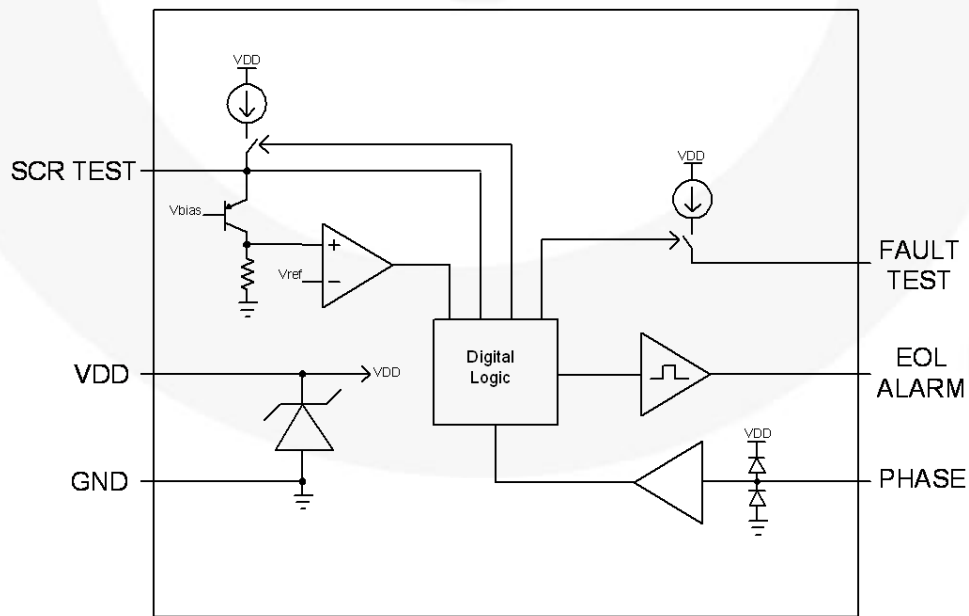 VDD
SCR TEST
Vbias
+
Vref
−
VDD
FAULT
TEST
VDD
VDD
Digital
Logic
EOL
ALARM
GND
VDD
PHASE